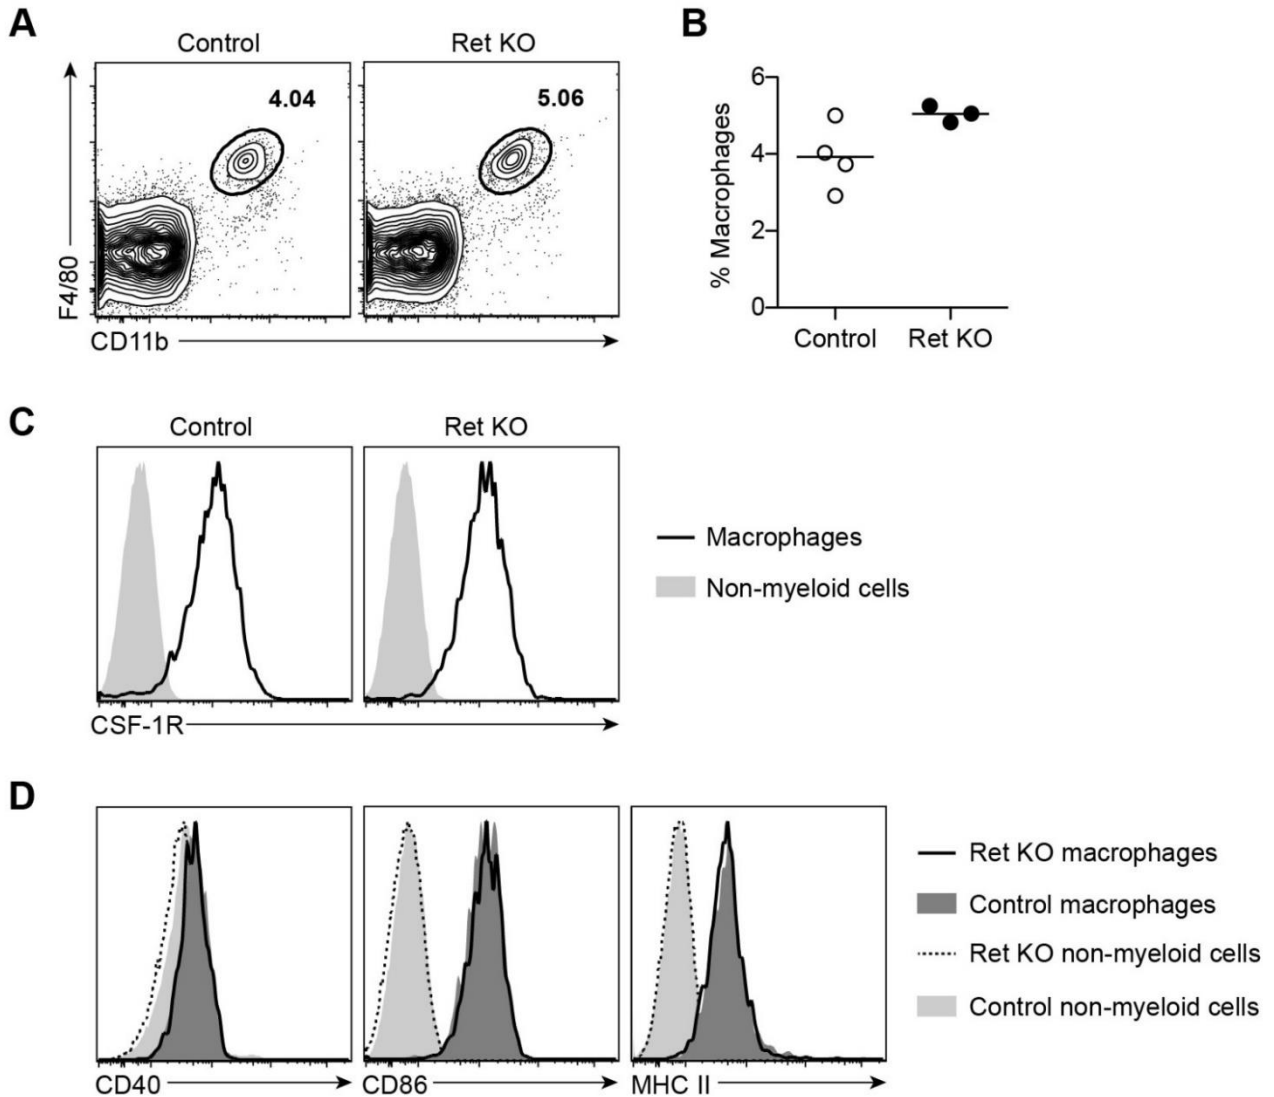 A
Control
Ret KO
4.04
5.06
F4/80
CD11b
B
% Macrophages
6
4
2
0
Control
Ret KO
C
Control
Ret KO
CSF-1R
Macrophages
Non-myeloid cells
D
CD40
CD86
MHC II
Ret KO macrophages
Control macrophages
Ret KO non-myeloid cells
Control non-myeloid cells